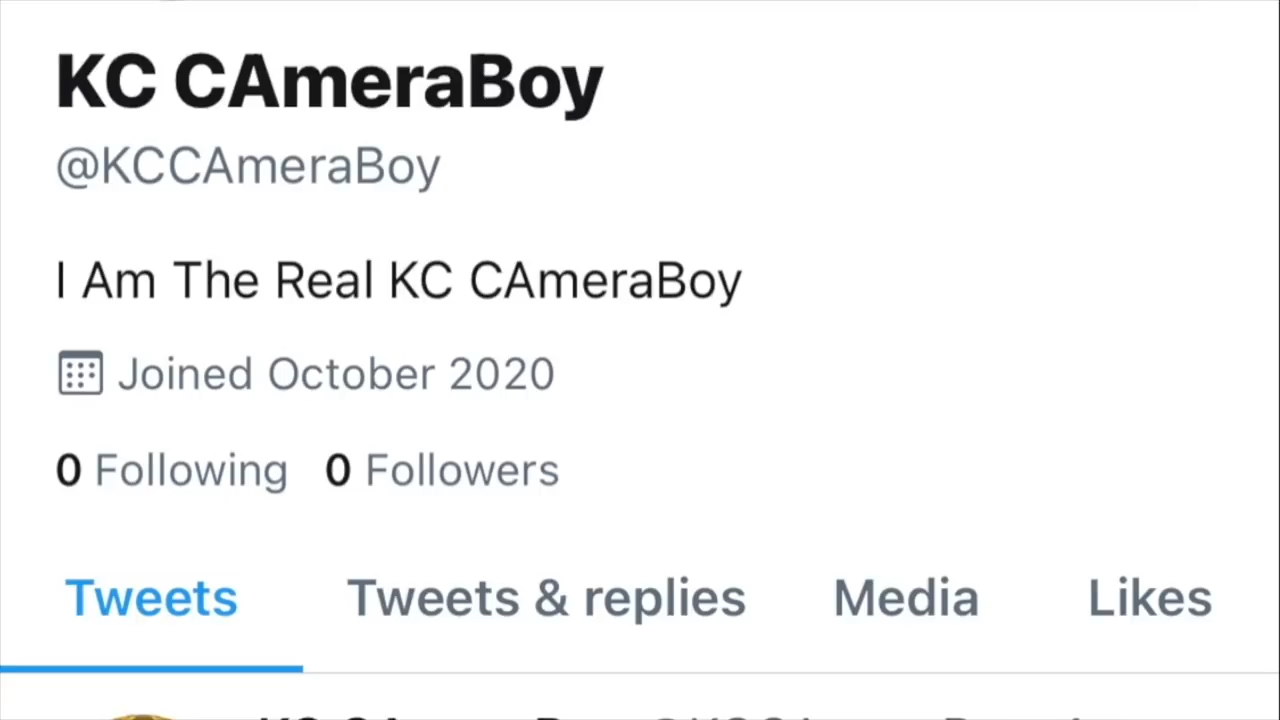 KC CAmeraBoy
@KCCAmeraBoy
I Am The Real KC CAmeraBoy
Joined October 2020
0 Following 0 Followers
Tweets Tweets & replies Media Likes